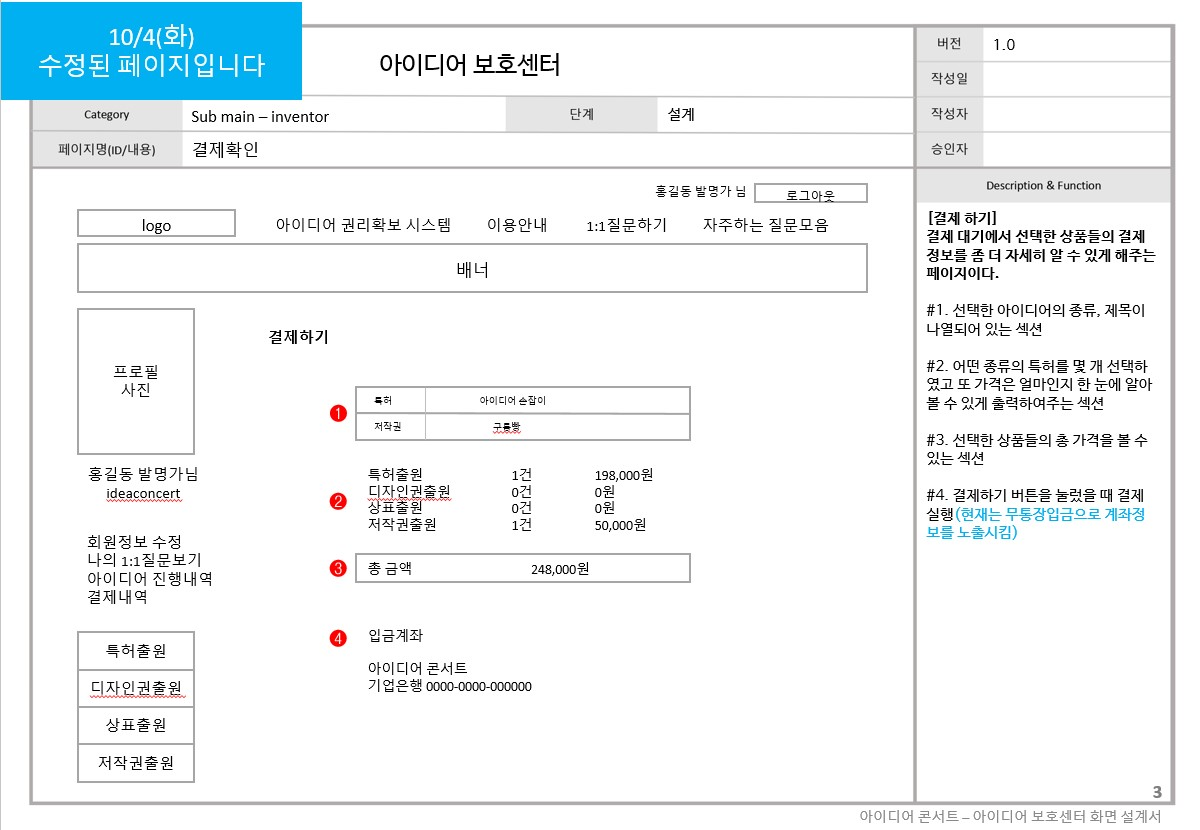 10/4(화)
수정된 페이지입니다
아이디어 보호센터
버전 1.0
작성일
작성자
승인자
Category Sub main – inventor 단계 설계
페이지명(ID/내용) 결제확인
홍길동 발명가 님 로그아웃
logo 아이디어 권리확보 시스템 이용안내 1:1질문하기 자주하는 질문모음
배너
프로필
사진
홍길동 발명가님
ideaconcert
회원정보 수정
나의 1:1질문보기
아이디어 진행내역
결제내역
특허출원
디자인권출원
상표출원
저작권출원
결제하기
1
특허 아이디어 손잡이
저작권 구름빵
2
특허출원 1건 198,000원
디자인권출원 0건 0원
상표출원 0건 0원
저작권출원 1건 50,000원
3 총 금액 248,000원
4 입금계좌
아이디어 콘서트
기업은행 0000-0000-000000
Description & Function
[결제 하기]
결제 대기에서 선택한 상품들의 결제
정보를 좀 더 자세히 알 수 있게 해주는
페이지이다.
#1. 선택한 아이디어의 종류, 제목이
나열되어 있는 섹션
#2. 어떤 종류의 특허를 몇 개 선택하
였고 또 가격은 얼마인지 한 눈에 알아
볼 수 있게 출력하여주는 섹션
#3. 선택한 상품들의 총 가격을 볼 수
있는 섹션
#4. 결제하기 버튼을 눌렀을 때 결제
실행(현재는 무통장입금으로 계좌정
보를 노출시킴)
3
아이디어 콘서트 – 아이디어 보호센터 화면 설계서